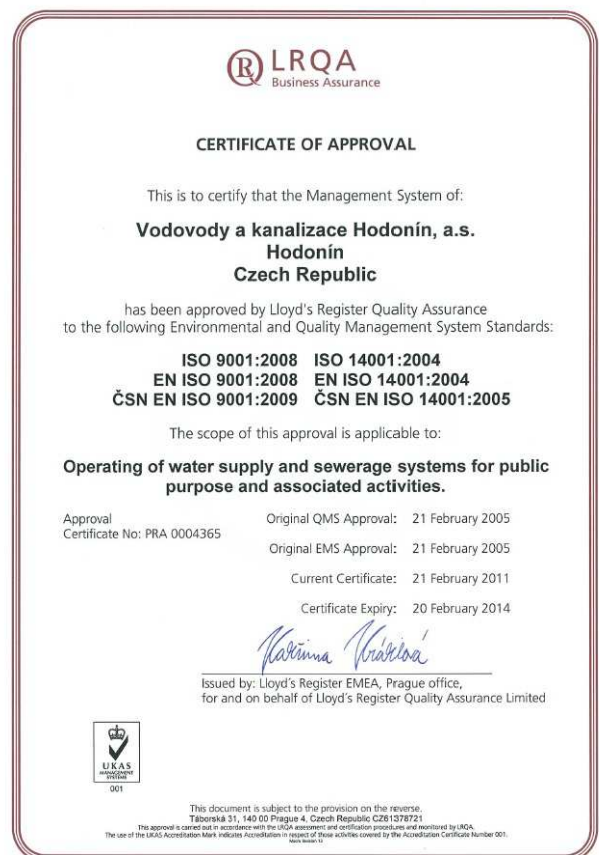 LRQA
Business Assurance
CERTIFICATE OF APPROVAL
This is to certify that the Management System of:
Vodovody a kanalizace Hodonín, a.s.
Hodonín
Czech Republic
has been approved by Lloyd's Register Quality Assurance
to the following Environmental and Quality Management System Standards:
ISO 9001:2008 ISO 14001:2004
EN ISO 9001:2008 EN ISO 14001:2004
ČSN EN ISO 9001:2009 ČSN EN ISO 14001:2005
The scope of this approval is applicable to:
Operating of water supply and sewerage systems for public
purpose and associated activities.
Approval
Certificate No: PRA 0004365
Original QMS Approval: 21 February 2005
Original EMS Approval: 21 February 2005
Current Certificate: 21 February 2011
Certificate Expiry: 20 February 2014
Issued by: Lloyd's Register EMEA, Prague office,
for and on behalf of Lloyd's Register Quality Assurance Limited
UKAS
MANAGEMENT
SYSTEMS
001
This document is subject to the provision on the reverse.
Táborská 31, 140 00 Prague 4, Czech Republic CZ61378721
This approval is carried out in accordance with the LRQA assessment and certification procedures and monitored by LRQA.
The use of the UKAS Accreditation Mark indicates Accreditation in respect of those activities covered by the Accreditation Certificate Number 001.